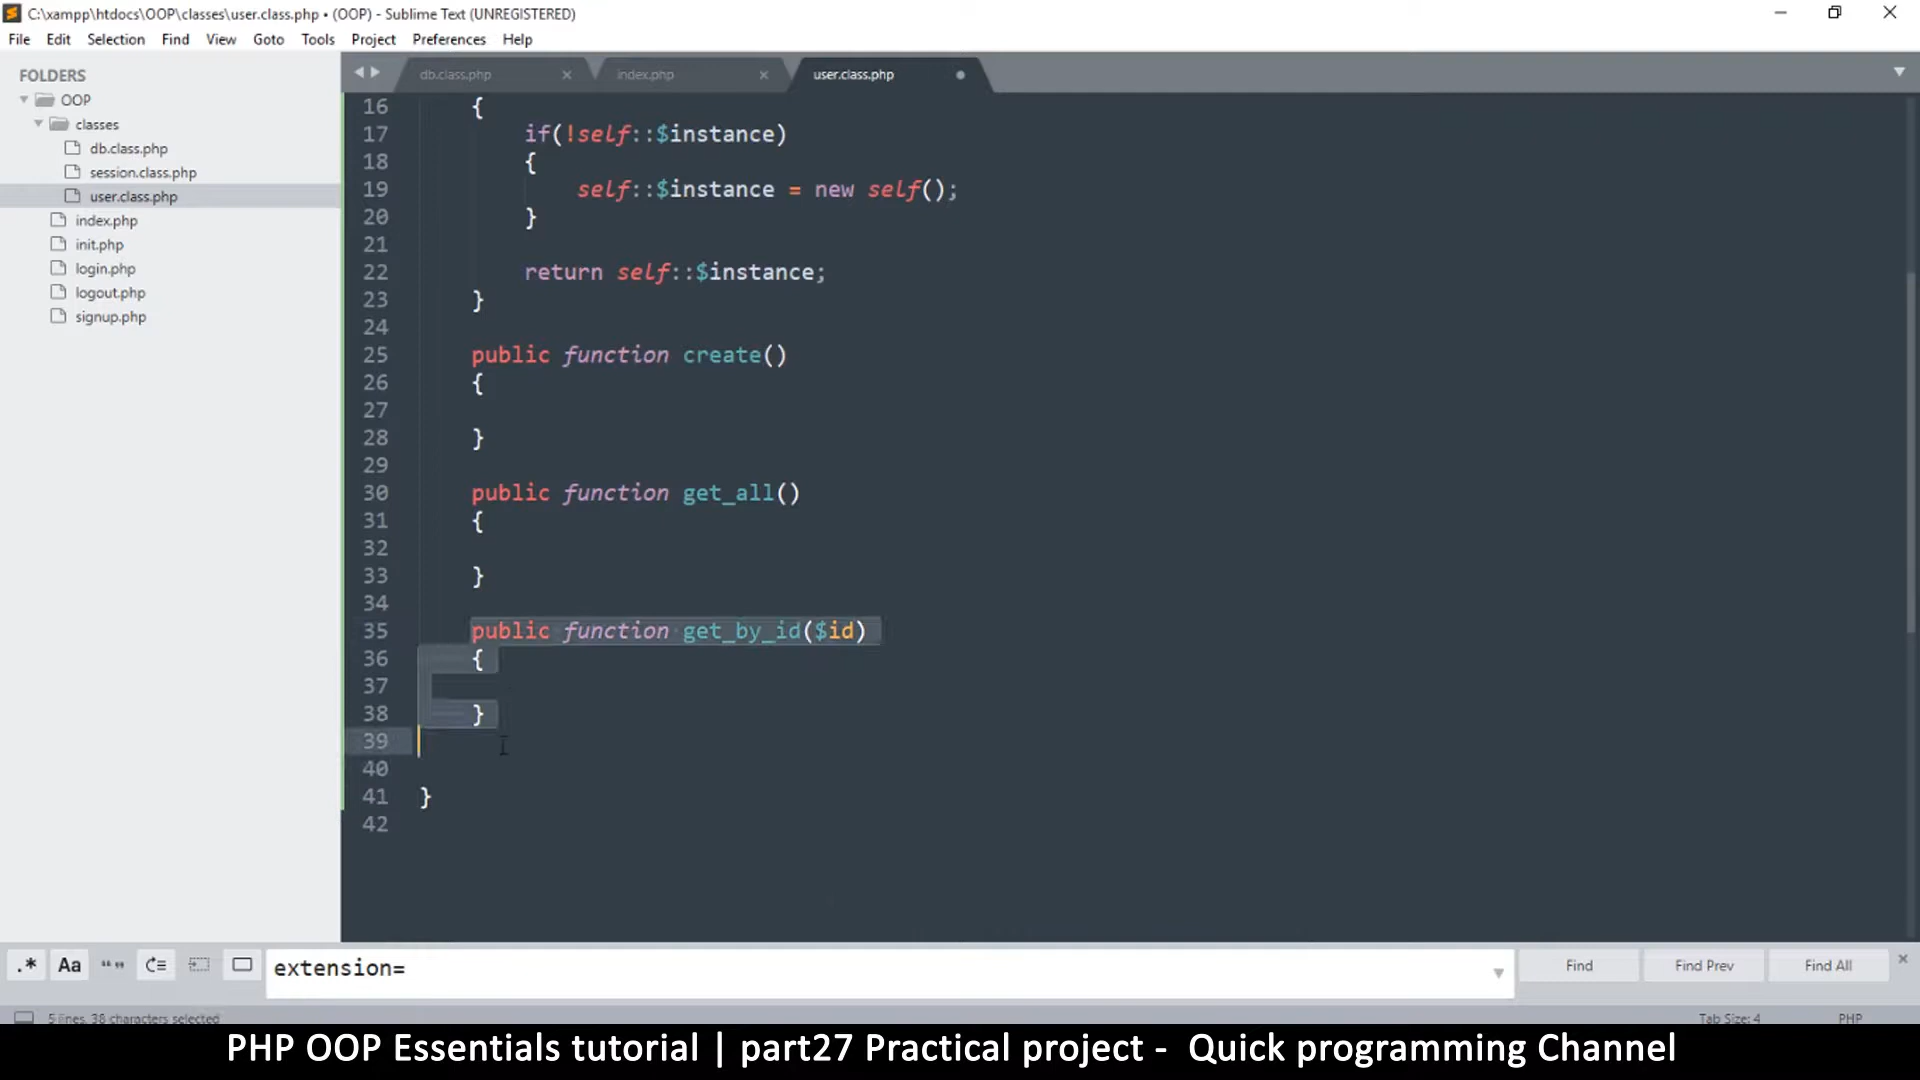 C:\xampp\htdocs\OOP\classes\user.class.php • (OOP) - Sublime Text (UNREGISTERED)
File Edit Selection Find View Goto Tools Project Preferences Help
FOLDERS
OOP
classes
db.class.php
session.class.php
user.class.php
index.php
init.php
login.php
logout.php
signup.php
db.class.php index.php user.class.php
16 {
17 if(!self::$instance)
18 {
19 self::$instance = new self();
20 }
21
22 return self::$instance;
23 }
24
25 public function create()
26 {
27
28 }
29
30 public function get_all()
31 {
32
33 }
34
35 public function get_by_id($id)
36 {
37
38 }
39
40
41 }
42
.* Aa “” extension= Find Find Prev Find All
5 lines, 38 characters selected Tab Size: 4 PHP
PHP OOP Essentials tutorial | part27 Practical project - Quick programming Channel